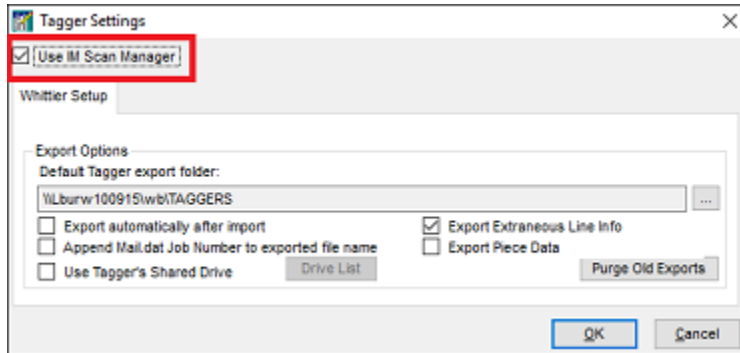 Tagger Settings
Use IM Scan Manager
Whittier Setup
Export Options
Default Tagger export folder:
\\Lburw100915\wb\TAGGERS
...
Export automatically after import
Export Extraneous Line Info
Append Mail.dat Job Number to exported file name
Export Piece Data
Use Tagger's Shared Drive
Drive List
Purge Old Exports
OK
Cancel